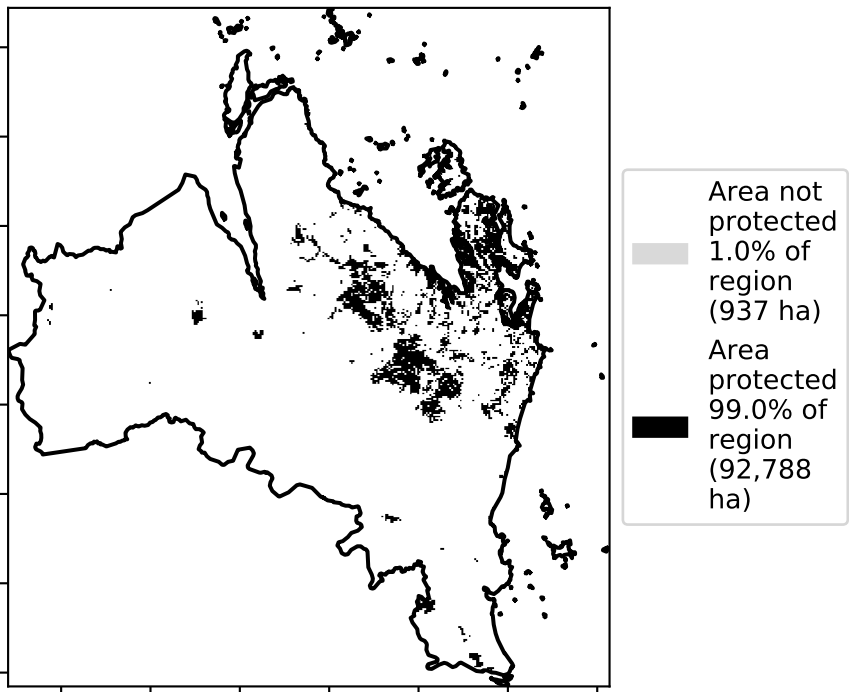 Area not
protected
1.0% of
region
(937 ha)
Area
protected
99.0% of
region
(92,788
ha)